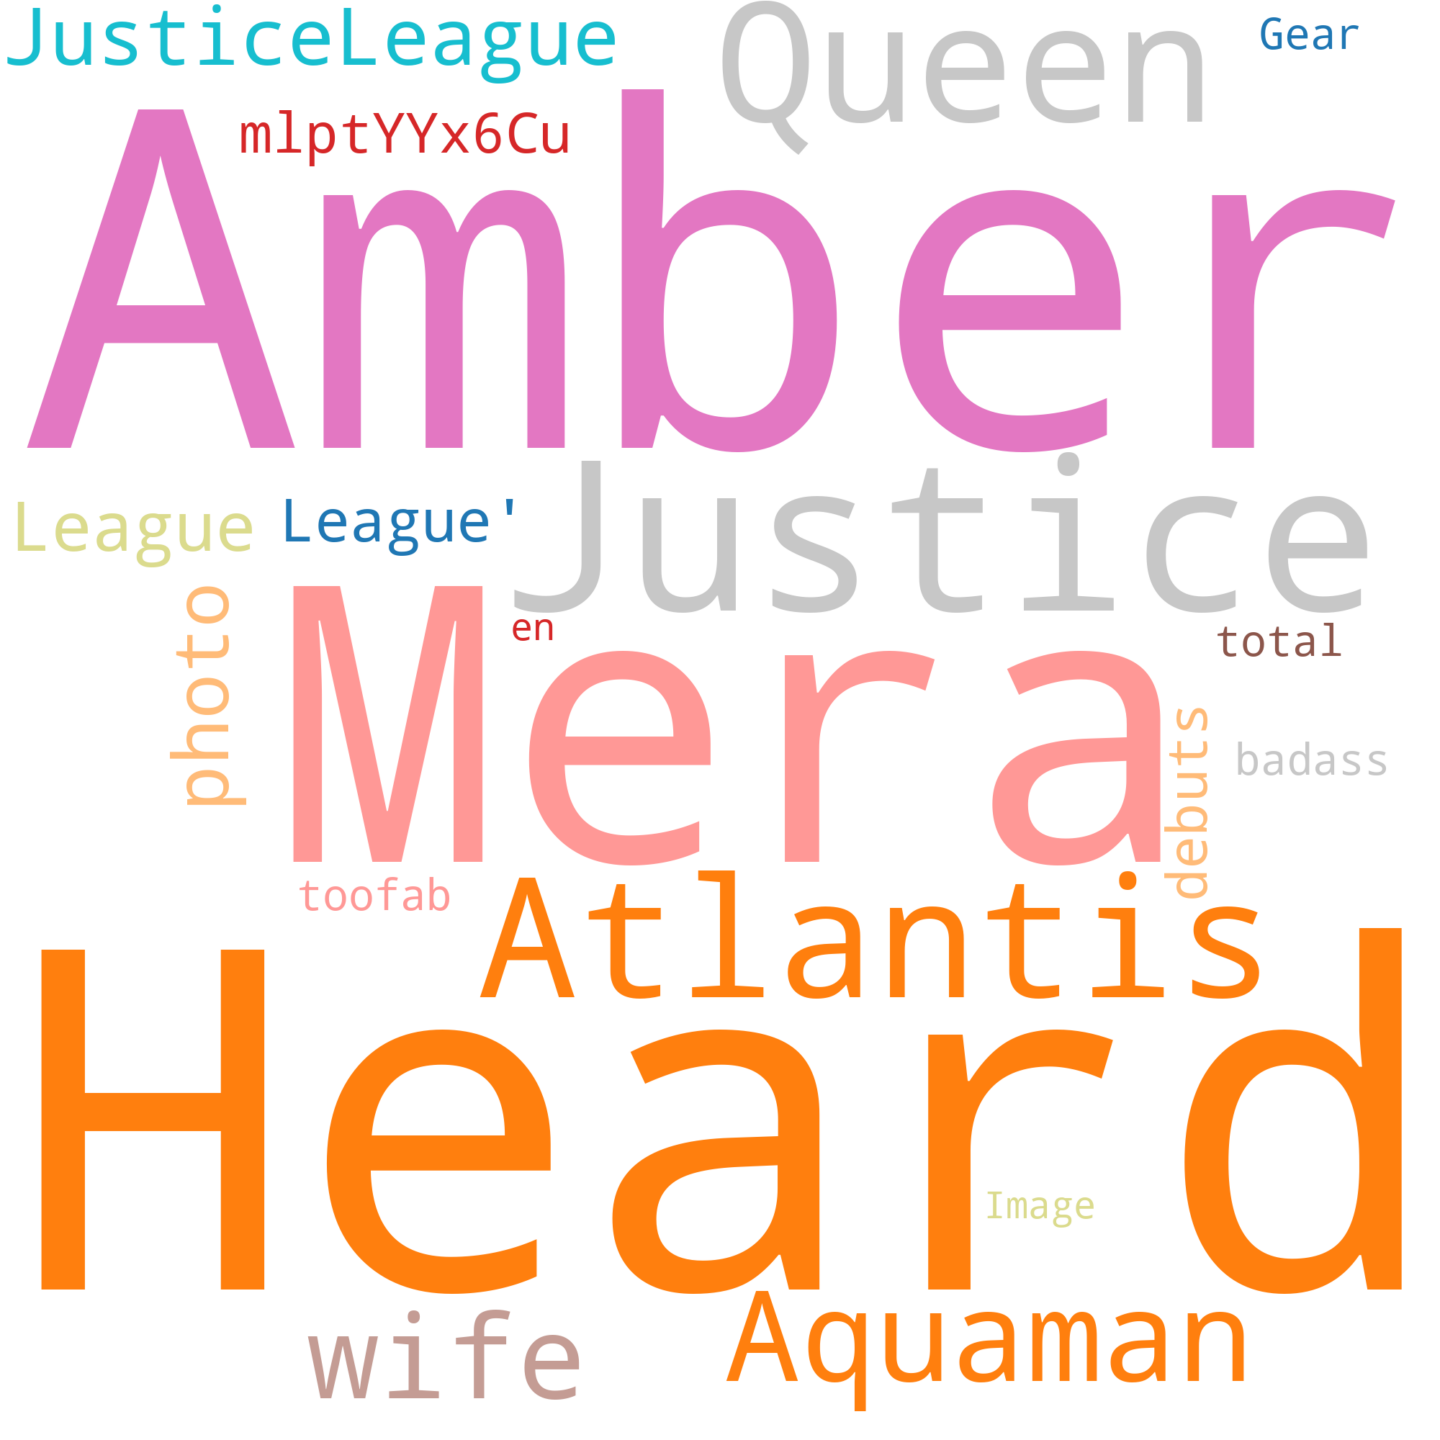 JusticeLeague
Queen
Gear
mlptYYx6Cu
Amber
League
League'
Justice
photo
Mera
en
total
debuts
badass
toofab
Atlantis
Heard
Image
wife
Aquaman